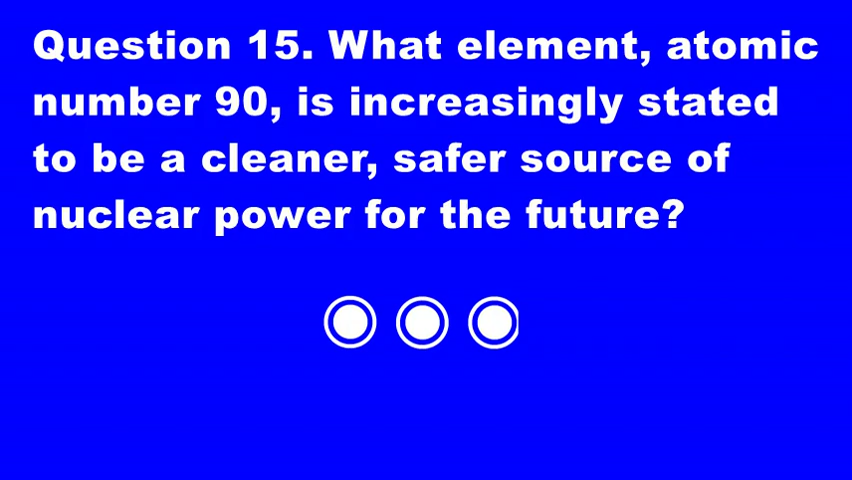 Question 15. What element, atomic
number 90, is increasingly stated
to be a cleaner, safer source of
nuclear power for the future?